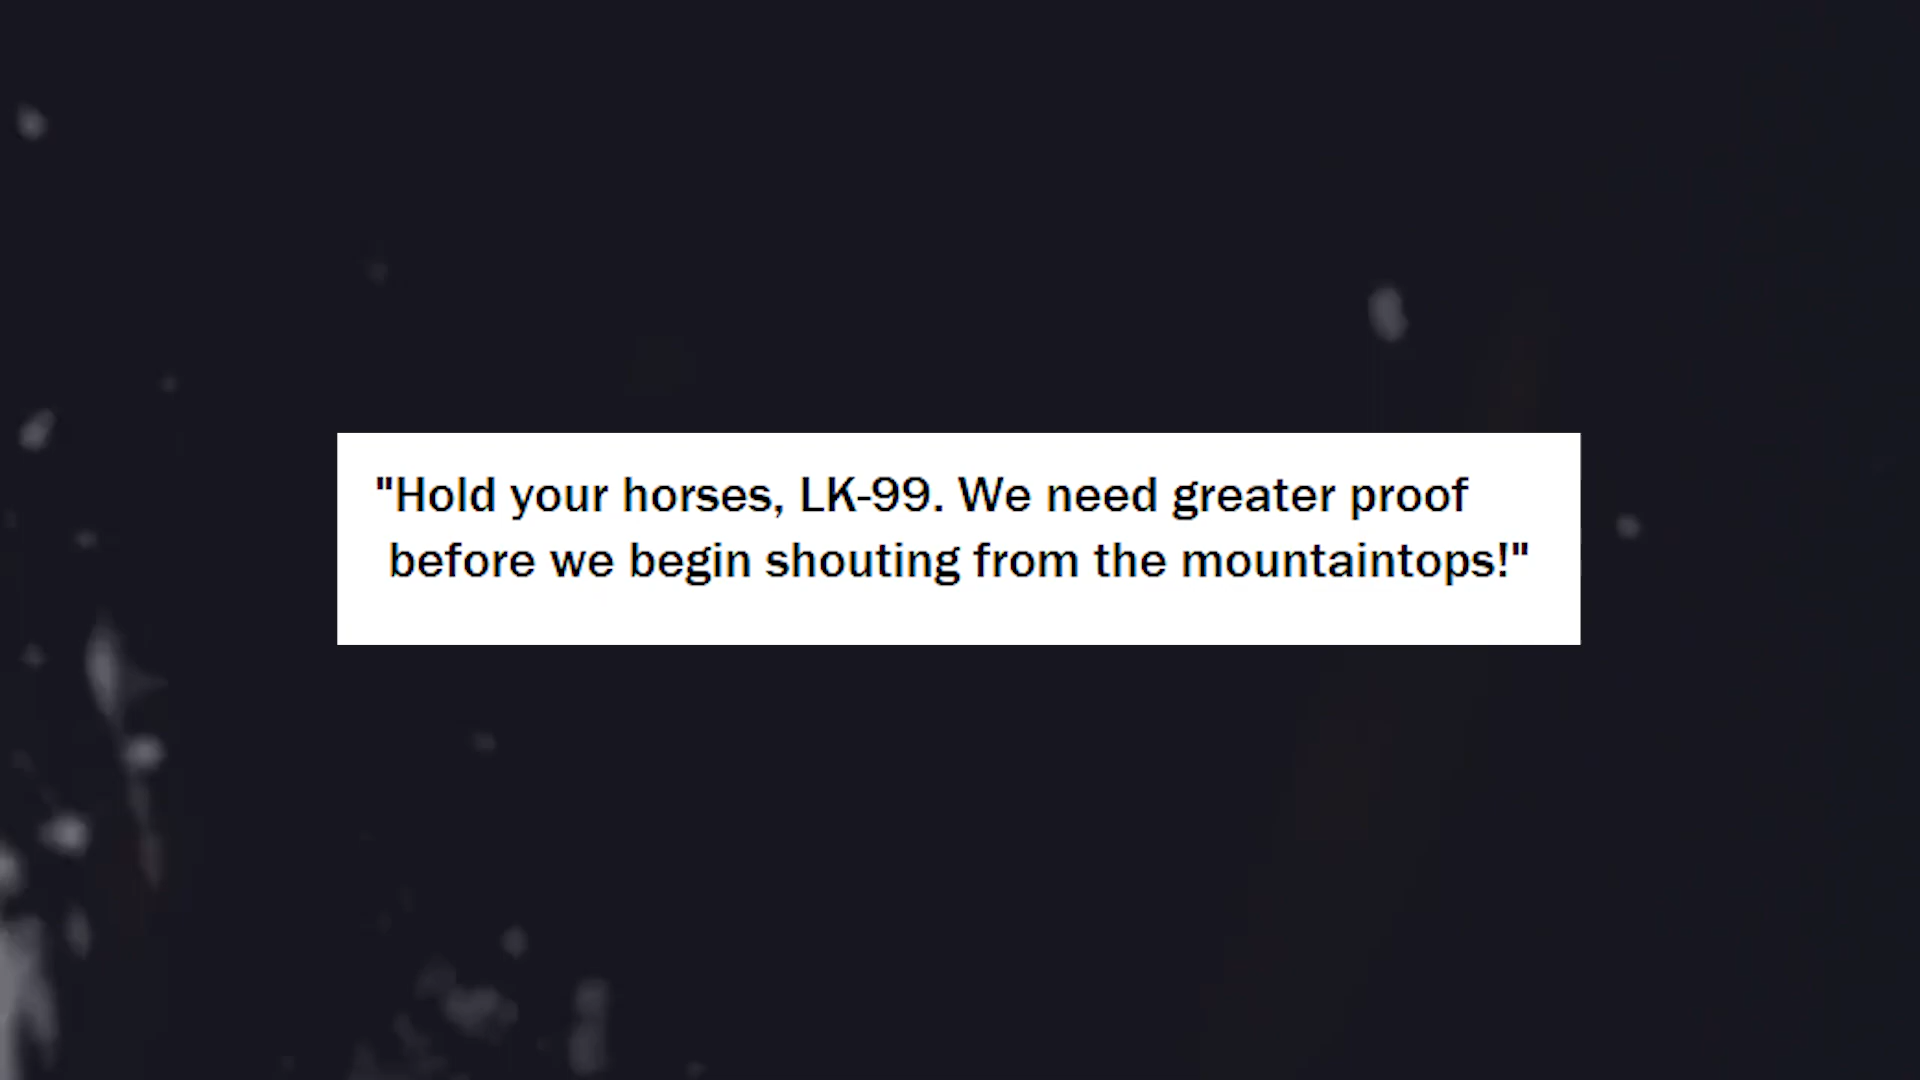 "Hold your horses, LK-99. We need greater proof
before we begin shouting from the mountaintops!"